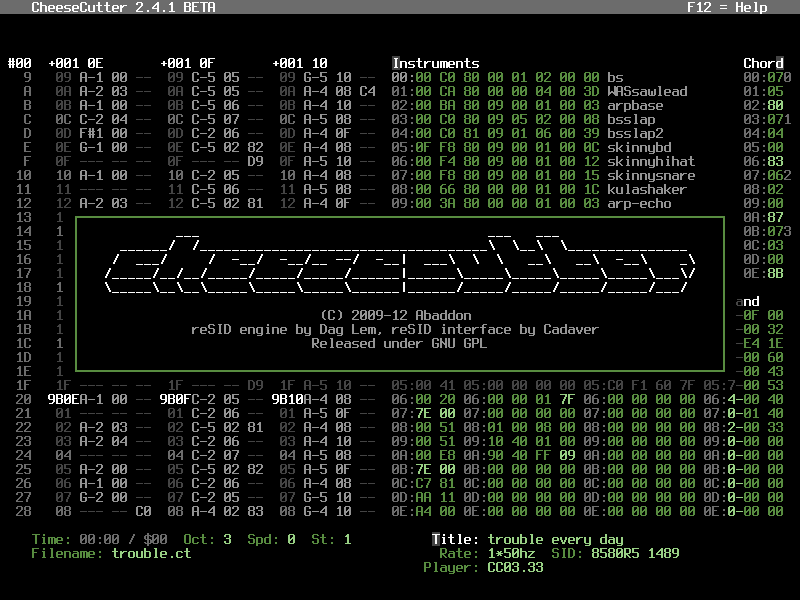 CheeseCutter 2.4.1 BETA F12 = Help
#00 +001 0E +001 0F +001 10 Instruments Chord
9 09 A-1 00 -- 09 C-5 05 -- 09 G-5 10 -- 00:00 C0 80 00 01 02 00 00 bs 00:070
A 0A A-2 03 -- 0A C-5 05 -- 0A A-4 08 C4 01:00 CA 80 00 00 04 00 3D WASsawlead 01:05
B 0B A-1 00 -- 0B C-5 06 -- 0B A-4 10 -- 02:00 BA 80 09 00 01 00 03 arpbase 02:80
C 0C C-2 04 -- 0C C-5 07 -- 0C A-5 08 -- 03:00 C0 80 09 05 02 00 08 bsslap 03:071
D 0D F#1 00 -- 0D C-2 06 -- 0D A-4 0F -- 04:00 C0 81 09 01 06 00 39 bsslap2 04:04
E 0E G-1 00 -- 0E C-5 02 82 0E A-4 10 -- 05:0F F8 80 09 00 01 00 0C skinnybd 05:00
F 0F --- -- -- 0F --- -- D9 0F A-5 10 -- 06:00 F4 80 09 00 01 00 12 skinnyhihat 06:83
10 10 A-1 00 -- 10 C-2 05 -- 10 G-4 10 -- 07:00 F8 80 09 00 01 00 15 skinnysnare 07:062
11 11 --- -- -- 11 C-5 06 -- 11 A-5 08 -- 08:00 66 80 00 00 01 00 1C kulashaker 08:02
12 12 A-2 03 -- 12 C-5 02 81 12 A-4 0F -- 09:00 3A 80 00 01 01 00 03 arp-echo 09:00
13 1 0A:87
14 1 0B:073
15 1 0C:03
16 1 0D:00
17 1 0E:8B
18 1
19 1 and
1A 1 (C) 2009-12 Abaddon -0F 00
1B 1 reSID engine by Dag Lem, reSID interface by Cadaver -00 32
1C 1 Released under GNU GPL -E4 1E
1D 1 -00 60
1E 1 -00 43
1F 1F --- -- -- 1F --- -- D9 1F A-5 10 -- 05:00 41 05:00 00 00 00 05:C0 F1 60 7F 05:7-00 53
20 9B0EA-1 00 -- 9B0FC-2 05 -- 9B10A-4 08 -- 06:00 20 06:00 00 01 7F 06:00 00 00 00 06:4-00 40
21 01 --- -- -- 01 C-2 06 -- 01 A-5 0F -- 07:7E 00 07:00 00 00 00 07:00 00 00 00 07:0-01 40
22 02 A-2 03 -- 02 C-5 02 81 02 A-4 08 -- 08:00 51 08:01 00 08 00 08:00 00 00 00 08:2-00 33
23 03 A-2 04 -- 03 C-2 06 -- 03 A-4 10 -- 09:00 51 09:10 40 01 00 09:00 00 00 00 09:0-00 00
24 04 --- -- -- 04 C-2 07 -- 04 A-5 08 -- 0A:00 E8 0A:90 40 FF 09 0A:00 00 00 00 0A:0-00 00
25 05 A-2 00 -- 05 C-5 02 82 05 A-5 0F -- 0B:7E 00 0B:00 00 00 00 0B:00 00 00 00 0B:0-00 00
26 06 A-1 00 -- 06 C-2 06 -- 06 A-4 08 -- 0C:C7 81 0C:00 00 00 00 0C:00 00 00 00 0C:0-00 00
27 07 G-2 00 -- 07 C-2 05 -- 07 G-5 10 -- 0D:AA 11 0D:00 00 00 00 0D:00 00 00 00 0D:0-00 00
28 08 --- -- C0 08 A-4 02 83 08 G-4 10 -- 0E:A4 00 0E:00 00 00 00 0E:00 00 00 00 0E:0-00 00
Time: 00:00 / $00 Oct: 3 Spd: 0 St: 1 Title: trouble every day
Filename: trouble.ct Rate: 1*50hz SID: 8580R5 1489
Player: CC03.33